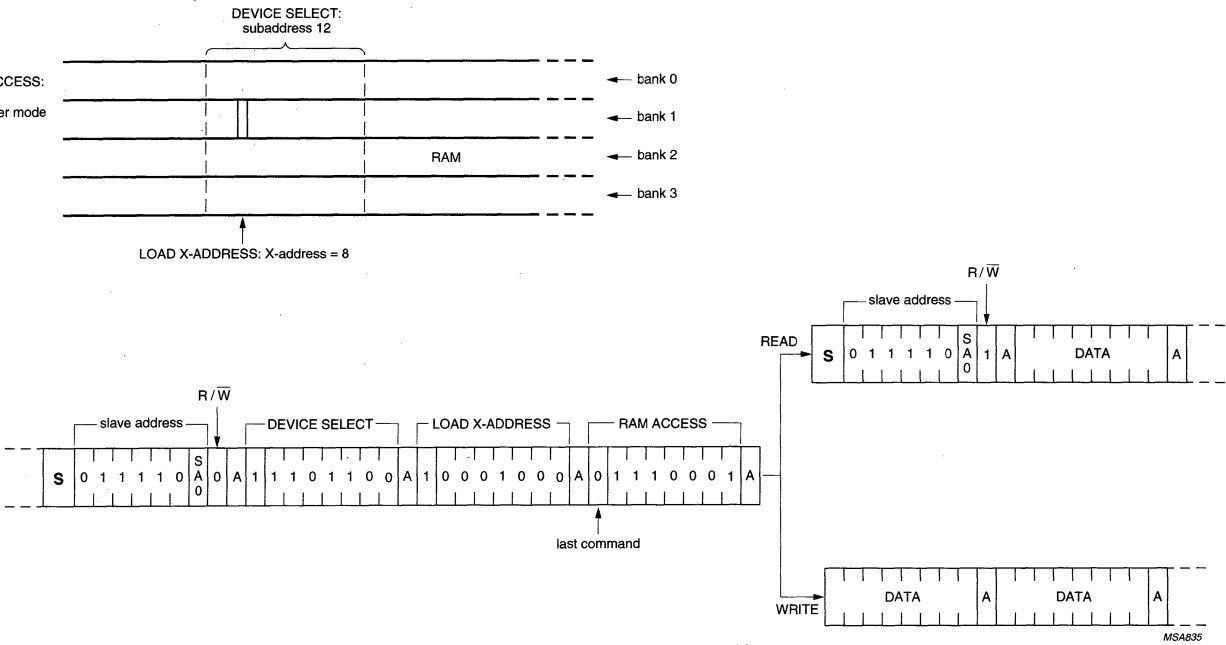 DEVICE SELECT:
subaddress 12
CCESS:
bank 0
er mode
bank 1
RAM
bank 2
bank 3
LOAD X-ADDRESS: X-address = 8
R/W̅
slave address
READ
S 0 1 1 1 1 0 SA0 1 A DATA A
R/W̅
slave address
DEVICE SELECT
LOAD X-ADDRESS
RAM ACCESS
S 0 1 1 1 1 0 SA0 0 A 1 1 1 0 1 1 0 0 A 1 0 0 0 1 0 0 0 A 0 1 1 1 0 0 0 1 A
last command
WRITE
DATA A DATA A
MSA835